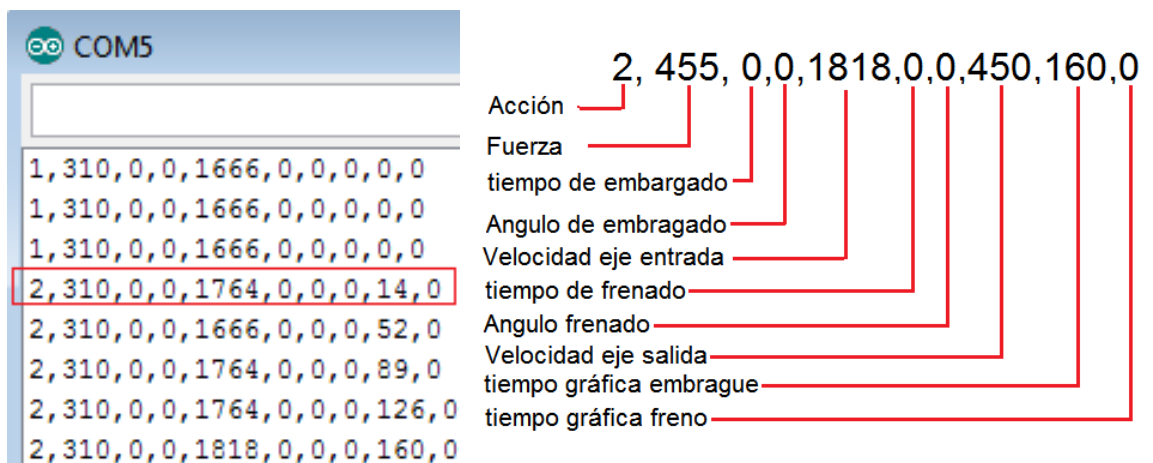 COM5
1,310,0,0,1666,0,0,0,0,0
1,310,0,0,1666,0,0,0,0,0
1,310,0,0,1666,0,0,0,0,0
2,310,0,0,1764,0,0,0,14,0
2,310,0,0,1666,0,0,0,52,0
2,310,0,0,1764,0,0,0,89,0
2,310,0,0,1764,0,0,0,126,0
2,310,0,0,1818,0,0,0,160,0
2, 455, 0,0,1818,0,0,450,160,0
Acción
Fuerza
tiempo de embargado
Angulo de embragado
Velocidad eje entrada
tiempo de frenado
Angulo frenado
Velocidad eje salida
tiempo gráfica embrague
tiempo gráfica freno